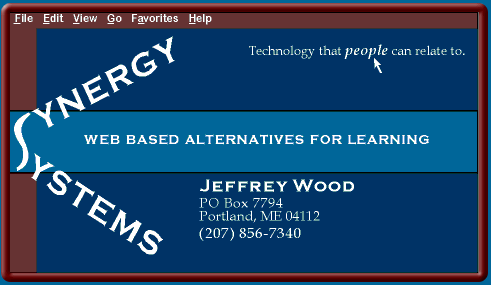 File Edit View Go Favorites Help
Technology that people can relate to.
SYNERGY
WEB BASED ALTERNATIVES FOR LEARNING
SYSTEMS
JEFFREY WOOD
PO Box 7794
Portland, ME 04112
(207) 856-7340